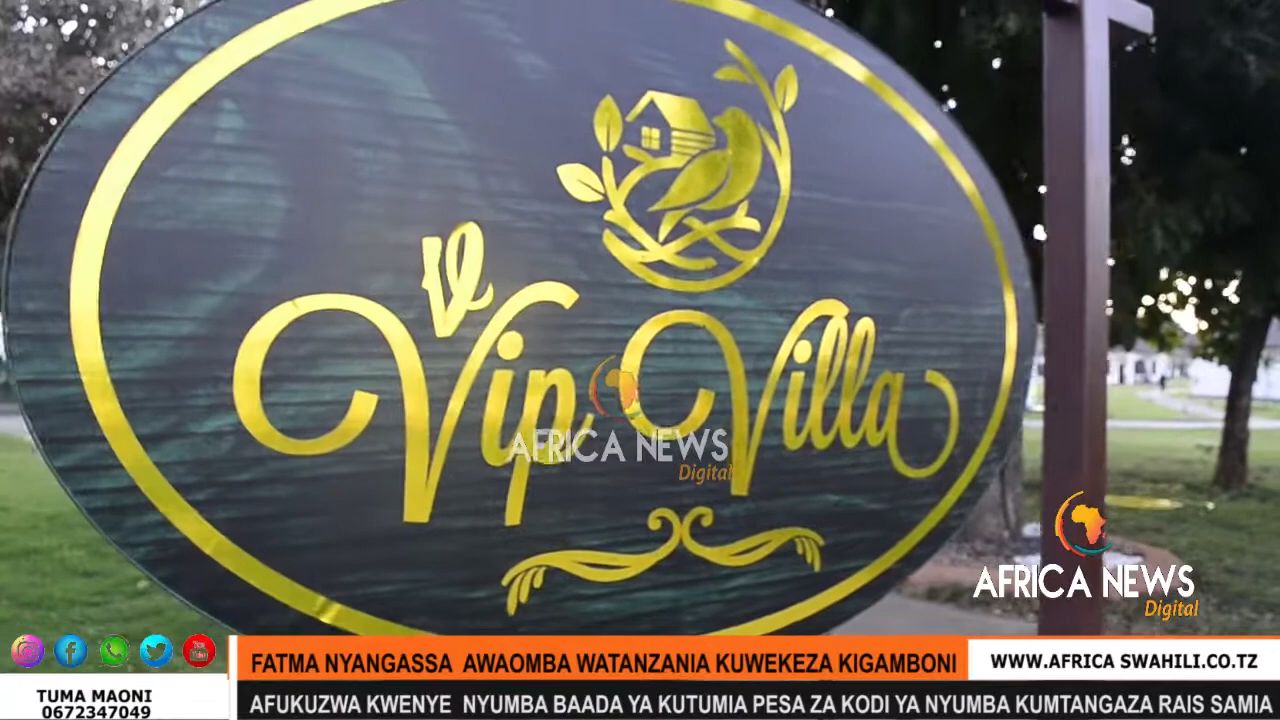 Vip Villa
AFRICA NEWS
Digital
AFRICA NEWS
Digital
FATMA NYANGASSA AWAOMBA WATANZANIA KUWEKEZA KIGAMBONI
WWW.AFRICA SWAHILI.CO.TZ
TUMA MAONI
0672347049
AFUKUZWA KWENYE NYUMBA BAADA YA KUTUMIA PESA ZA KODI YA NYUMBA KUMTANGAZA RAIS SAMIA